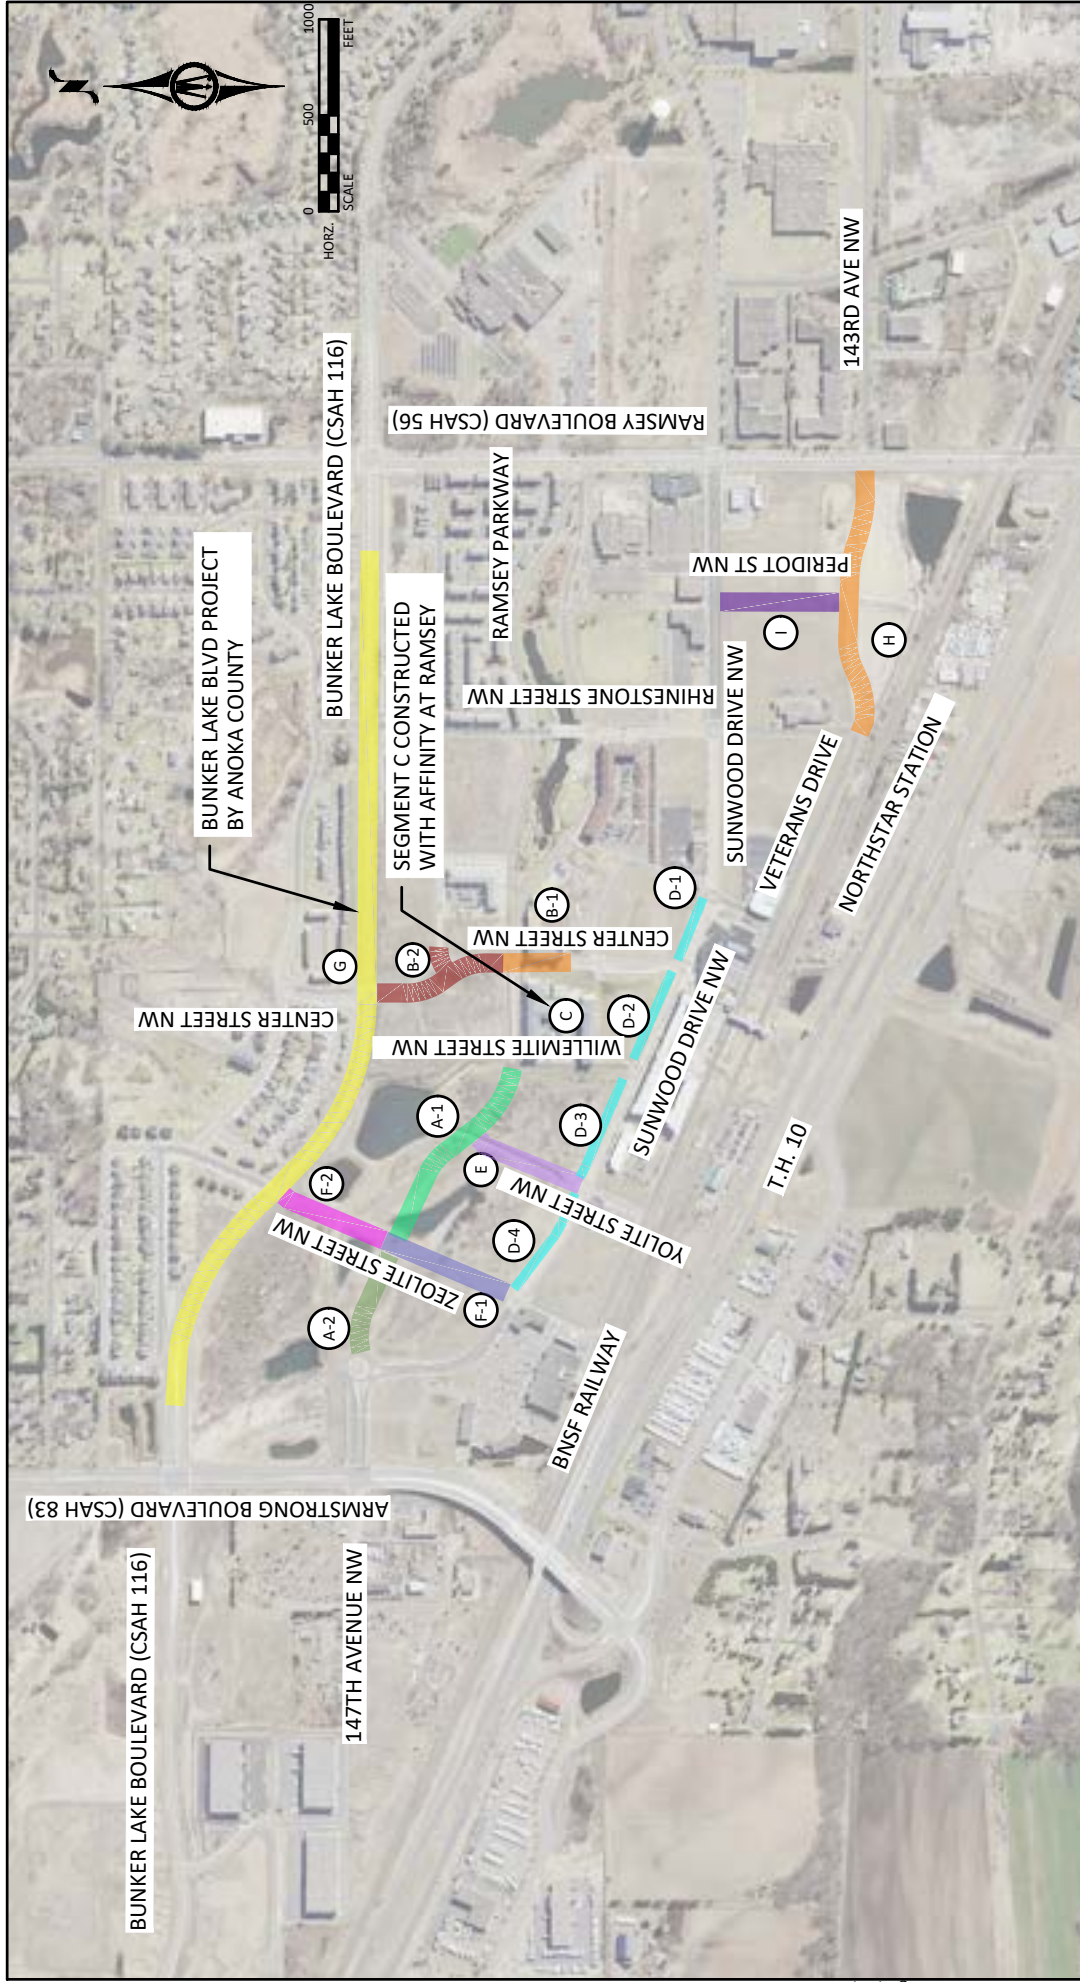 N
HORZ.
0
500
1000
SCALE
FEET
BUNKER LAKE BLVD PROJECT
BY ANOKA COUNTY
BUNKER LAKE BOULEVARD (CSAH 116)
SEGMENT C CONSTRUCTED
WITH AFFINITY AT RAMSEY
RAMSEY PARKWAY
RAMSEY BOULEVARD (CSAH 56)
143RD AVE NW
PERIDOT ST NW
RHINESTONE STREET NW
SUNWOOD DRIVE NW
I
H
VETERANS DRIVE
NORTHSTAR STATION
CENTER STREET NW
G
B-2
B-1
CENTER STREET NW
C
WILLEMITE STREET NW
D-1
D-2
D-3
D-4
SUNWOOD DRIVE NW
A-1
E
YOLITE STREET NW
T.H. 10
F-2
ZEOLITE STREET NW
F-1
A-2
BNSF RAILWAY
ARMSTRONG BOULEVARD (CSAH 83)
BUNKER LAKE BOULEVARD (CSAH 116)
147TH AVENUE NW